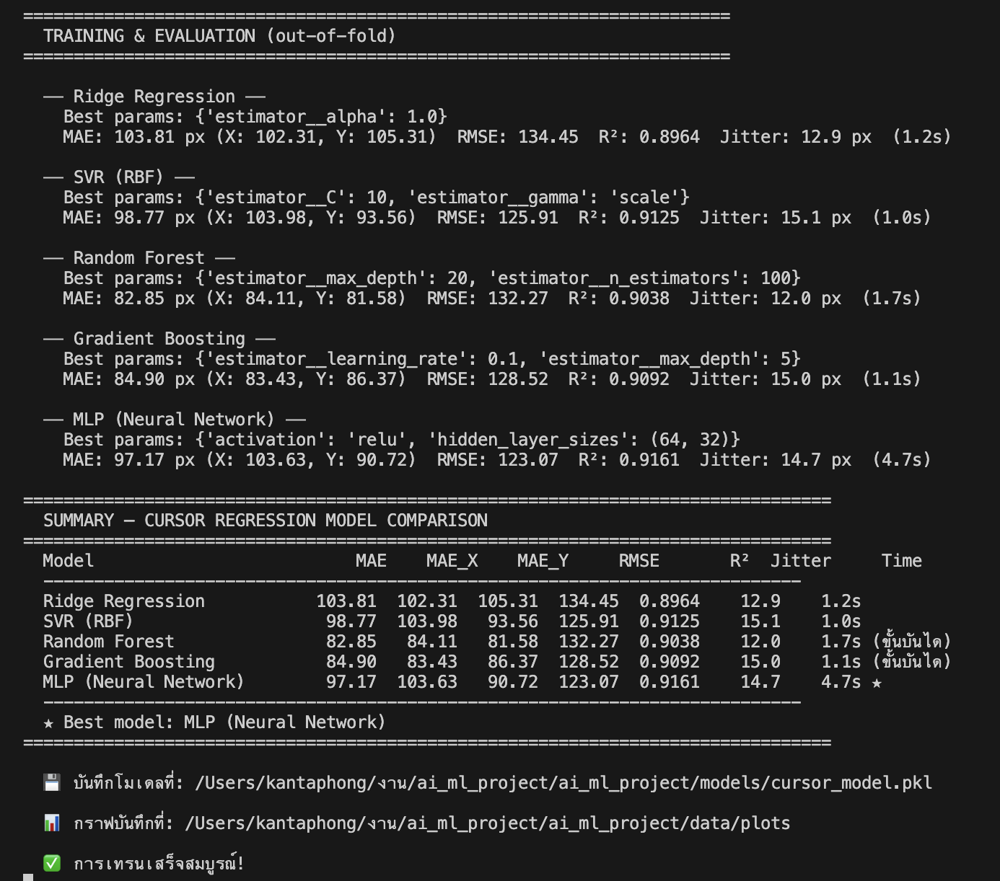 ======================================================================
TRAINING & EVALUATION (out-of-fold)
======================================================================
── Ridge Regression ──
Best params: {'estimator__alpha': 1.0}
MAE: 103.81 px (X: 102.31, Y: 105.31)  RMSE: 134.45  R²: 0.8964  Jitter: 12.9 px  (1.2s)
── SVR (RBF) ──
Best params: {'estimator__C': 10, 'estimator__gamma': 'scale'}
MAE: 98.77 px (X: 103.98, Y: 93.56)  RMSE: 125.91  R²: 0.9125  Jitter: 15.1 px  (1.0s)
── Random Forest ──
Best params: {'estimator__max_depth': 20, 'estimator__n_estimators': 100}
MAE: 82.85 px (X: 84.11, Y: 81.58)  RMSE: 132.27  R²: 0.9038  Jitter: 12.0 px  (1.7s)
── Gradient Boosting ──
Best params: {'estimator__learning_rate': 0.1, 'estimator__max_depth': 5}
MAE: 84.90 px (X: 83.43, Y: 86.37)  RMSE: 128.52  R²: 0.9092  Jitter: 15.0 px  (1.1s)
── MLP (Neural Network) ──
Best params: {'activation': 'relu', 'hidden_layer_sizes': (64, 32)}
MAE: 97.17 px (X: 103.63, Y: 90.72)  RMSE: 123.07  R²: 0.9161  Jitter: 14.7 px  (4.7s)
================================================================================
SUMMARY — CURSOR REGRESSION MODEL COMPARISON
================================================================================
Model                          MAE    MAE_X    MAE_Y     RMSE       R²  Jitter     Time
───────────────────────────────────────────────────────────────────────────
Ridge Regression           103.81  102.31  105.31  134.45  0.8964    12.9    1.2s
SVR (RBF)                   98.77  103.98   93.56  125.91  0.9125    15.1    1.0s
Random Forest               82.85   84.11   81.58  132.27  0.9038    12.0    1.7s (ขั้นบันได)
Gradient Boosting           84.90   83.43   86.37  128.52  0.9092    15.0    1.1s (ขั้นบันได)
MLP (Neural Network)        97.17  103.63   90.72  123.07  0.9161    14.7    4.7s ★
───────────────────────────────────────────────────────────────────────────
★ Best model: MLP (Neural Network)
================================================================================
💾 บันทึกโมเดลที่: /Users/kantaphong/งาน/ai_ml_project/ai_ml_project/models/cursor_model.pkl
📊 กราฟบันทึกที่: /Users/kantaphong/งาน/ai_ml_project/ai_ml_project/data/plots
✅ การเทรนเสร็จสมบูรณ์!